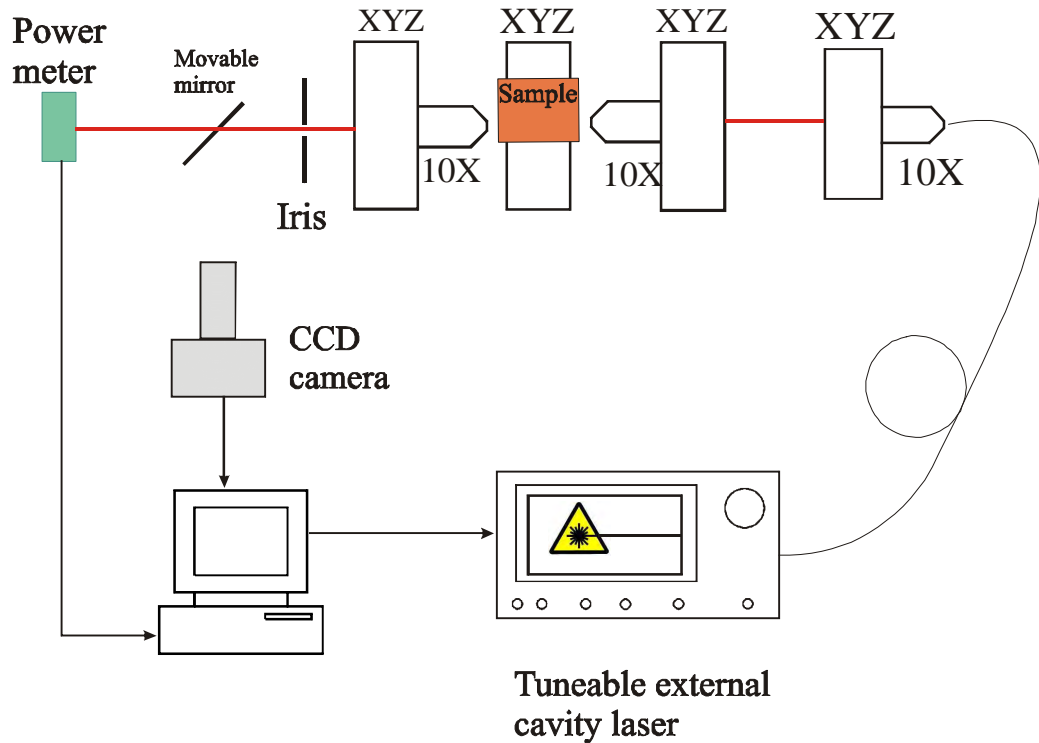 XYZ
XYZ
XYZ
XYZ
Power
meter
Movable
mirror
Sample
10X
10X
10X
Iris
CCD
camera
Tuneable external
cavity laser